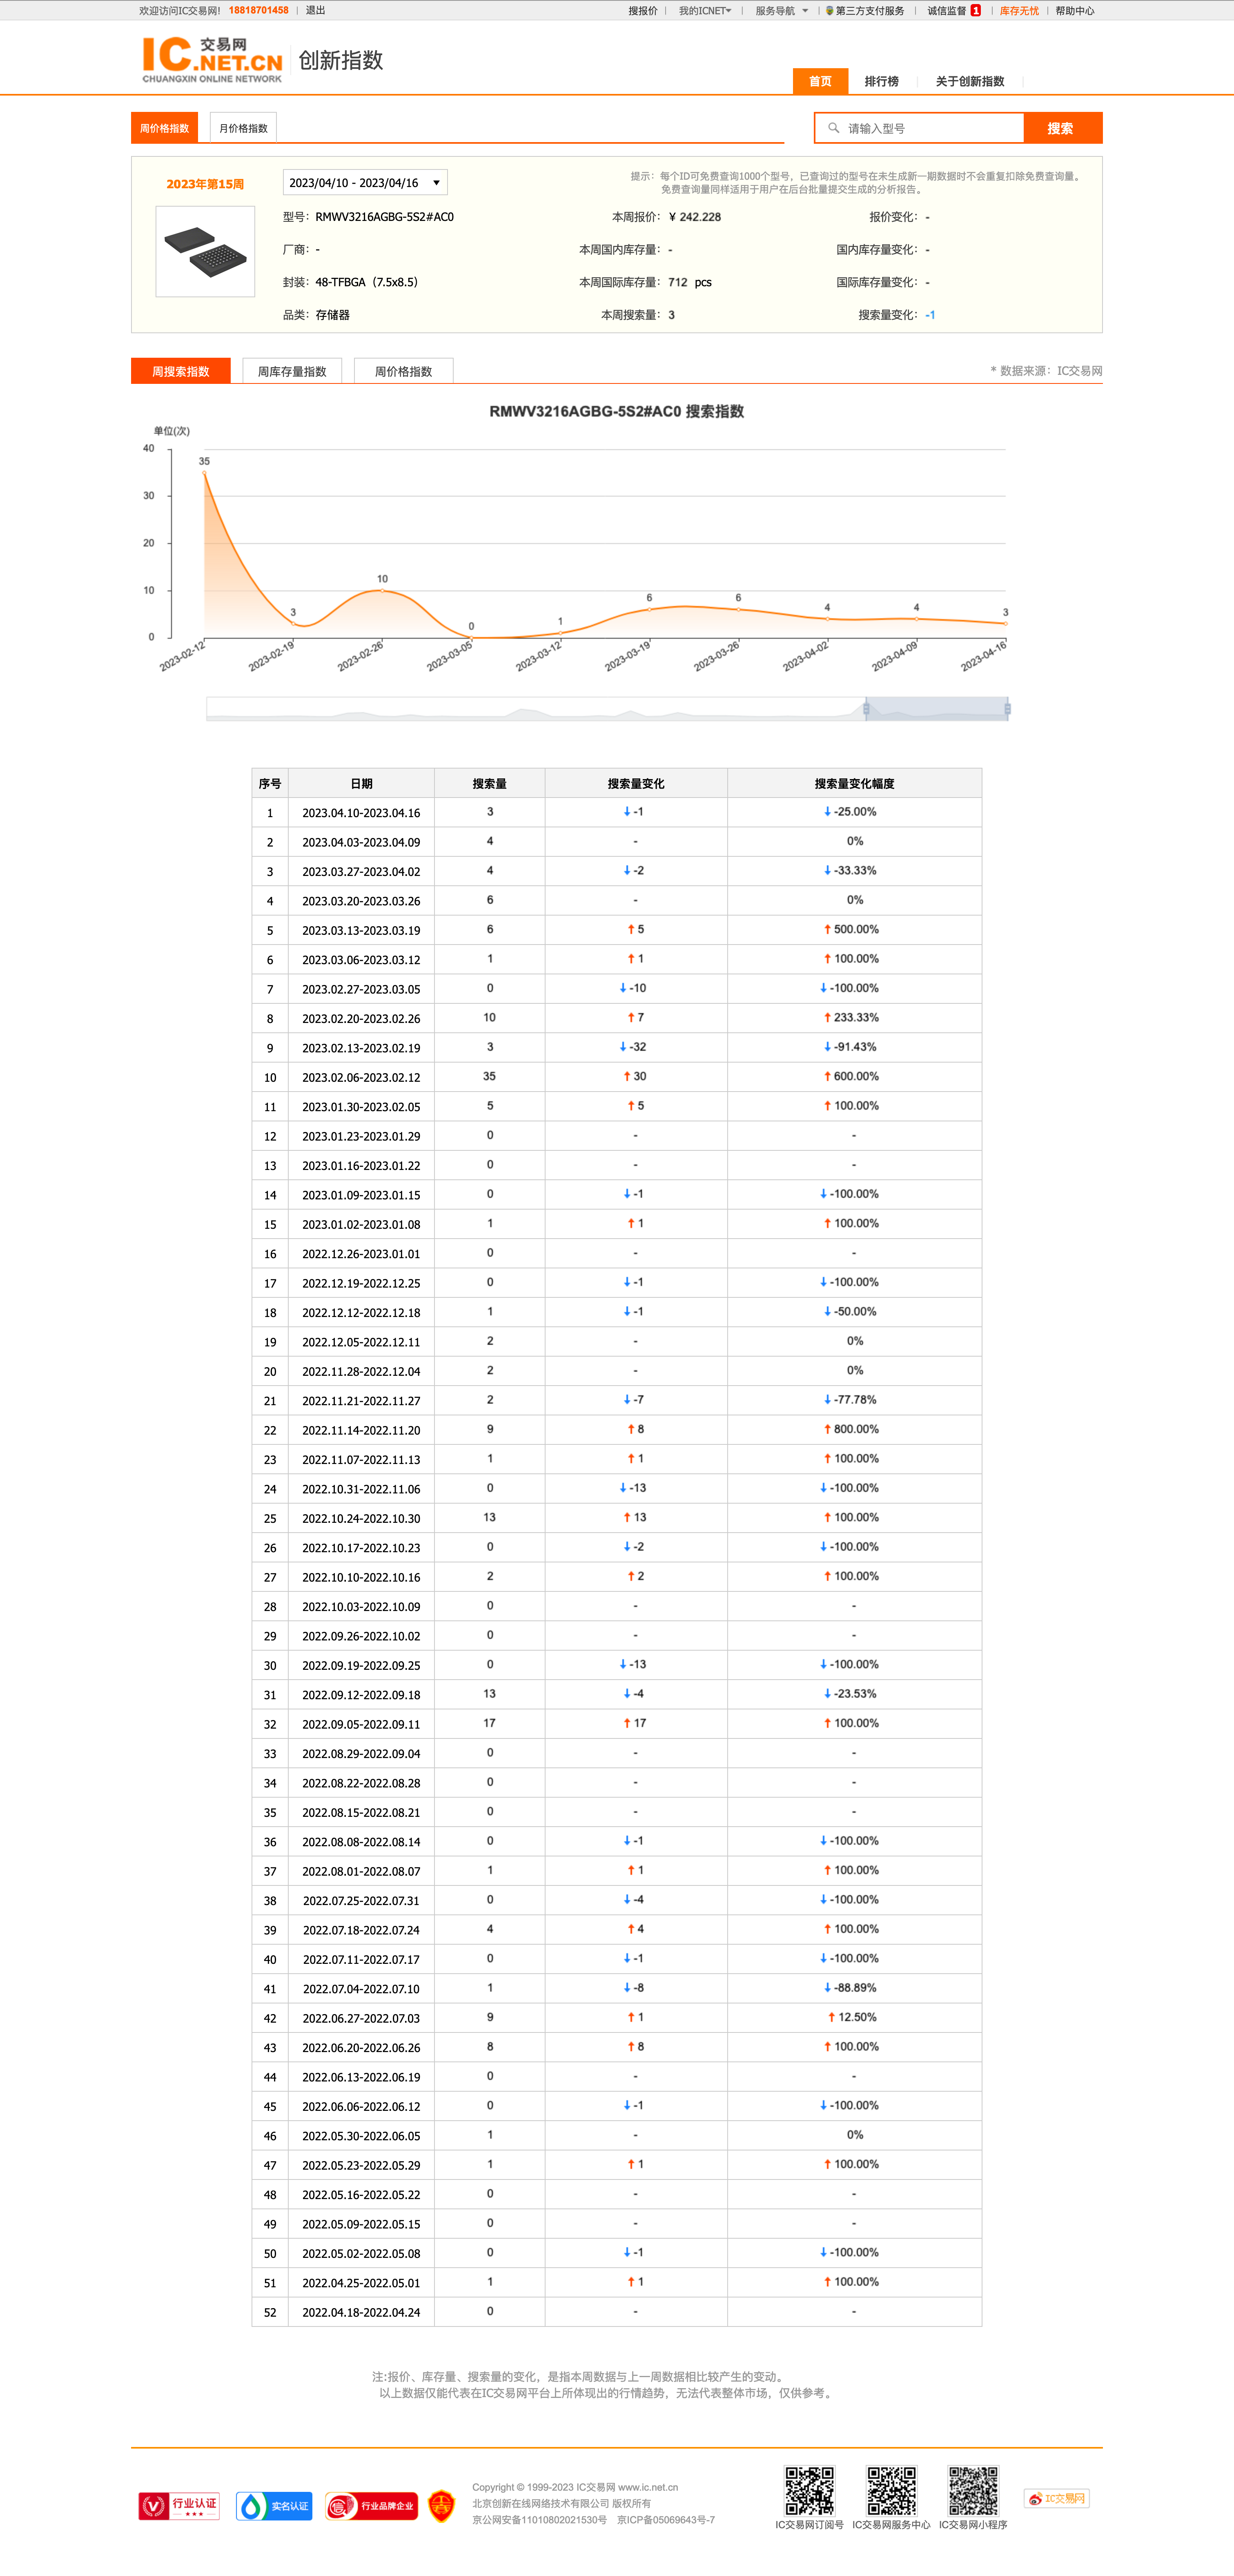 欢迎访问IC交易网! 18818701458 | 退出 搜报价 | 我的ICNET | 服务导航 | 第三方支付服务 | 诚信监督 1 | 库存无忧 | 帮助中心
IC 交易网 .NET.CN
CHUANGXIN ONLINE NETWORK
创新指数
首页 排行榜 关于创新指数
周价格指数 月价格指数 请输入型号 搜索
2023年第15周 2023/04/10 - 2023/04/16
提示：每个ID可免费查询1000个型号，已查询过的型号在未生成新一期数据时不会重复扣除免费查询量。
免费查询量同样适用于用户在后台批量提交生成的分析报告。
型号：RMWV3216AGBG-5S2#AC0 本周报价：¥ 242.228 报价变化：-
厂商：- 本周国内库存量：- 国内库存量变化：-
封装：48-TFBGA（7.5x8.5） 本周国际库存量：712 pcs 国际库存量变化：-
品类：存储器 本周搜索量：3 搜索量变化：-1
周搜索指数 周库存量指数 周价格指数 * 数据来源：IC交易网
RMWV3216AGBG-5S2#AC0 搜索指数
单位(次)
40
35
30
20
10
10
6 6
4 4
3 3
1
0
0
2023-02-12 2023-02-19 2023-02-26 2023-03-05 2023-03-12 2023-03-19 2023-03-26 2023-04-02 2023-04-09 2023-04-16
序号 日期 搜索量 搜索量变化 搜索量变化幅度
1 2023.04.10-2023.04.16 3 ↓-1 ↓-25.00%
2 2023.04.03-2023.04.09 4 - 0%
3 2023.03.27-2023.04.02 4 ↓-2 ↓-33.33%
4 2023.03.20-2023.03.26 6 - 0%
5 2023.03.13-2023.03.19 6 ↑5 ↑500.00%
6 2023.03.06-2023.03.12 1 ↑1 ↑100.00%
7 2023.02.27-2023.03.05 0 ↓-10 ↓-100.00%
8 2023.02.20-2023.02.26 10 ↑7 ↑233.33%
9 2023.02.13-2023.02.19 3 ↓-32 ↓-91.43%
10 2023.02.06-2023.02.12 35 ↑30 ↑600.00%
11 2023.01.30-2023.02.05 5 ↑5 ↑100.00%
12 2023.01.23-2023.01.29 0 - -
13 2023.01.16-2023.01.22 0 - -
14 2023.01.09-2023.01.15 0 ↓-1 ↓-100.00%
15 2023.01.02-2023.01.08 1 ↑1 ↑100.00%
16 2022.12.26-2023.01.01 0 - -
17 2022.12.19-2022.12.25 0 ↓-1 ↓-100.00%
18 2022.12.12-2022.12.18 1 ↓-1 ↓-50.00%
19 2022.12.05-2022.12.11 2 - 0%
20 2022.11.28-2022.12.04 2 - 0%
21 2022.11.21-2022.11.27 2 ↓-7 ↓-77.78%
22 2022.11.14-2022.11.20 9 ↑8 ↑800.00%
23 2022.11.07-2022.11.13 1 ↑1 ↑100.00%
24 2022.10.31-2022.11.06 0 ↓-13 ↓-100.00%
25 2022.10.24-2022.10.30 13 ↑13 ↑100.00%
26 2022.10.17-2022.10.23 0 ↓-2 ↓-100.00%
27 2022.10.10-2022.10.16 2 ↑2 ↑100.00%
28 2022.10.03-2022.10.09 0 - -
29 2022.09.26-2022.10.02 0 - -
30 2022.09.19-2022.09.25 0 ↓-13 ↓-100.00%
31 2022.09.12-2022.09.18 13 ↓-4 ↓-23.53%
32 2022.09.05-2022.09.11 17 ↑17 ↑100.00%
33 2022.08.29-2022.09.04 0 - -
34 2022.08.22-2022.08.28 0 - -
35 2022.08.15-2022.08.21 0 - -
36 2022.08.08-2022.08.14 0 ↓-1 ↓-100.00%
37 2022.08.01-2022.08.07 1 ↑1 ↑100.00%
38 2022.07.25-2022.07.31 0 ↓-4 ↓-100.00%
39 2022.07.18-2022.07.24 4 ↑4 ↑100.00%
40 2022.07.11-2022.07.17 0 ↓-1 ↓-100.00%
41 2022.07.04-2022.07.10 1 ↓-8 ↓-88.89%
42 2022.06.27-2022.07.03 9 ↑1 ↑12.50%
43 2022.06.20-2022.06.26 8 ↑8 ↑100.00%
44 2022.06.13-2022.06.19 0 - -
45 2022.06.06-2022.06.12 0 ↓-1 ↓-100.00%
46 2022.05.30-2022.06.05 1 - 0%
47 2022.05.23-2022.05.29 1 ↑1 ↑100.00%
48 2022.05.16-2022.05.22 0 - -
49 2022.05.09-2022.05.15 0 - -
50 2022.05.02-2022.05.08 0 ↓-1 ↓-100.00%
51 2022.04.25-2022.05.01 1 ↑1 ↑100.00%
52 2022.04.18-2022.04.24 0 - -
注:报价、库存量、搜索量的变化，是指本周数据与上一周数据相比较产生的变动。
以上数据仅能代表在IC交易网平台上所体现出的行情趋势，无法代表整体市场，仅供参考。
行业认证 实名认证 信 行业品牌企业
Copyright © 1999-2023 IC交易网 www.ic.net.cn
北京创新在线网络技术有限公司 版权所有
京公网安备11010802021530号 京ICP备05069643号-7
IC交易网订阅号 IC交易网服务中心 IC交易网小程序
IC交易网